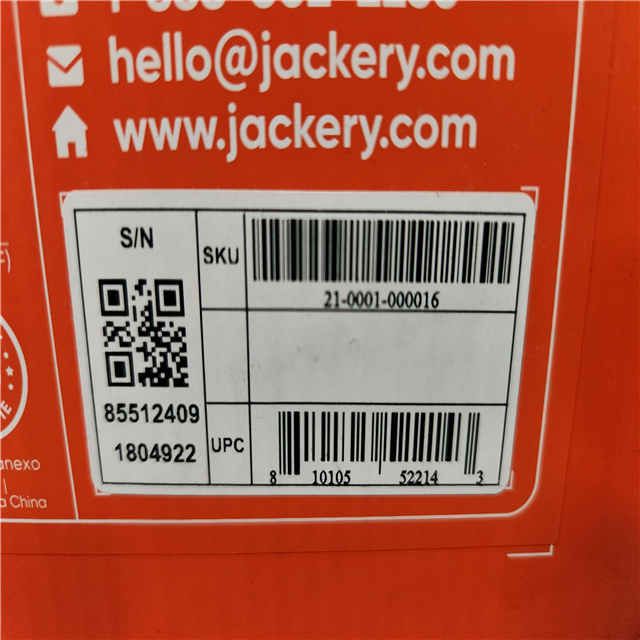 hello@jackery.com
www.jackery.com
S/N
SKU
21-0001-000016
85512409
1804922
UPC
8 10105 52214 3
anexo
a China